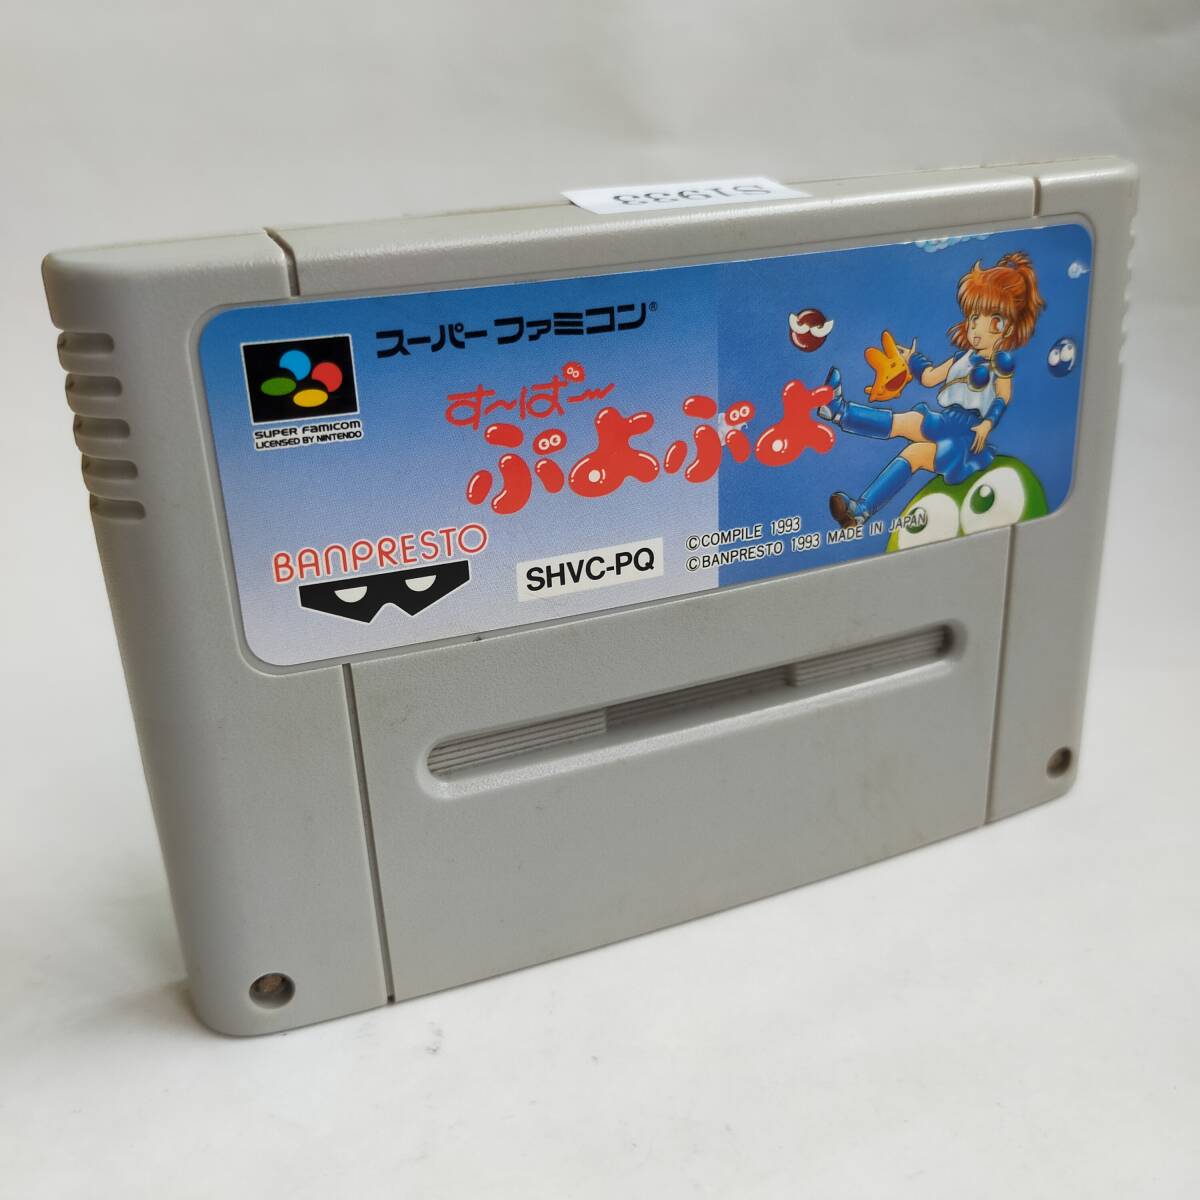 S1933
スーパーファミコン®
す〜ぱ〜
ぷよぷよ
SUPER FAMICOM
LICENSED BY NINTENDO
BANPRESTO
SHVC-PQ
©COMPILE 1993
©BANPRESTO 1993 MADE IN JAPAN